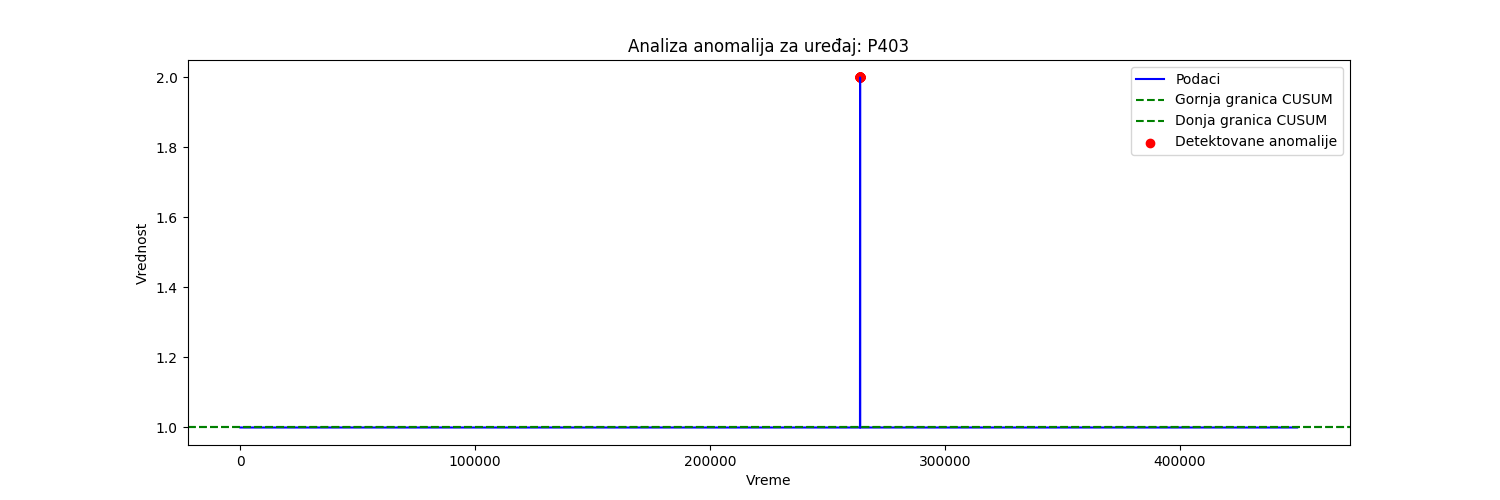 Analiza anomalija za uređaj: P403
Podaci
Gornja granica CUSUM
Donja granica CUSUM
Detektovane anomalije
Vrednost
2.0
1.8
1.6
1.4
1.2
1.0
0
100000
200000
300000
400000
Vreme